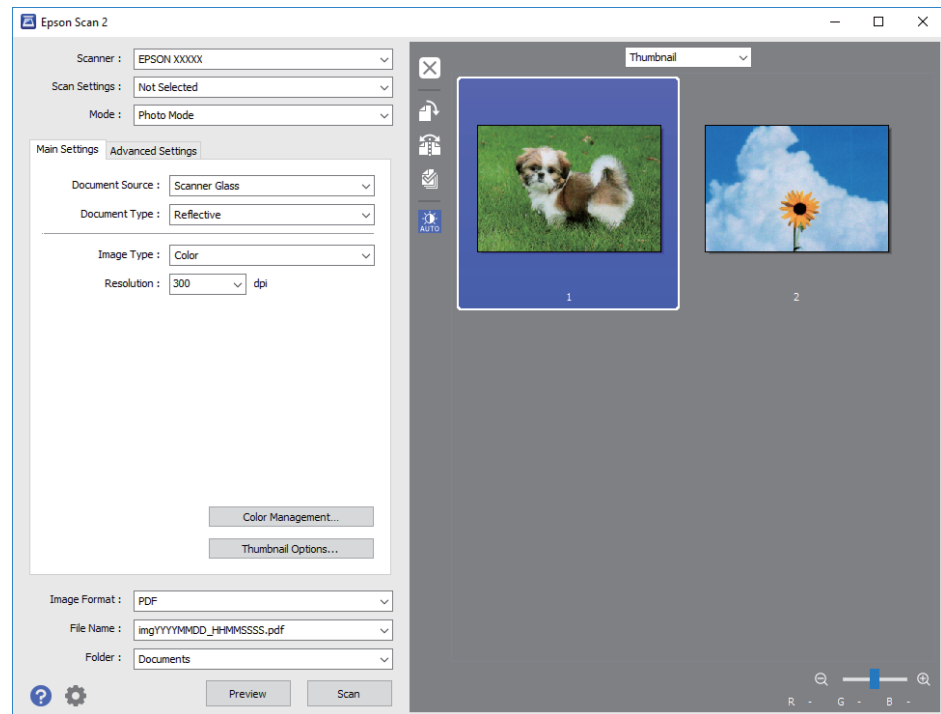 Epson Scan 2
Scanner : EPSON XXXXX
Scan Settings : Not Selected
Mode : Photo Mode
Main Settings Advanced Settings
Document Source : Scanner Glass
Document Type : Reflective
Image Type : Color
Resolution : 300 dpi
Color Management...
Thumbnail Options...
Image Format : PDF
File Name : imgYYYYMMDD_HHMMSSSS.pdf
Folder : Documents
? Preview Scan
Thumbnail
AUTO
1 2
R - G - B -